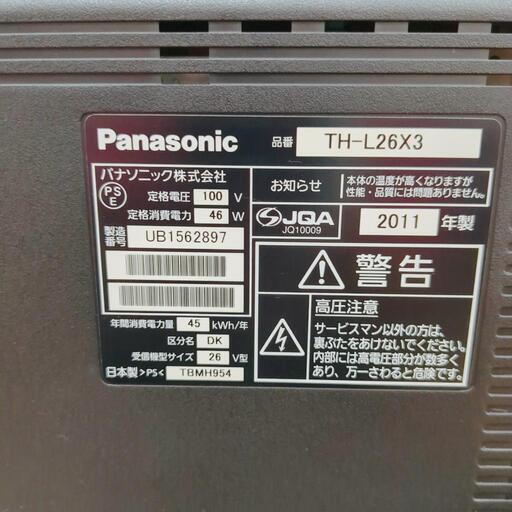 Panasonic
品番 TH-L26X3
パナソニック株式会社
PS
E
定格電圧 100 V
定格消費電力 46 W
製造
番号 UB1562897
お知らせ
本体の温度が高くなりますが
性能・品質には問題ありません。
JQA
JQ10009
2011 年製
警告
高圧注意
サービスマン以外の方は、
裏ぶたをあけないでください。
内部には高電圧部分が数多く
あり、万一さわると危険です。
年間消費電力量 45 kWh/年
区分名 DK
受信機型サイズ 26 V型
日本製 >PS< TBMH954